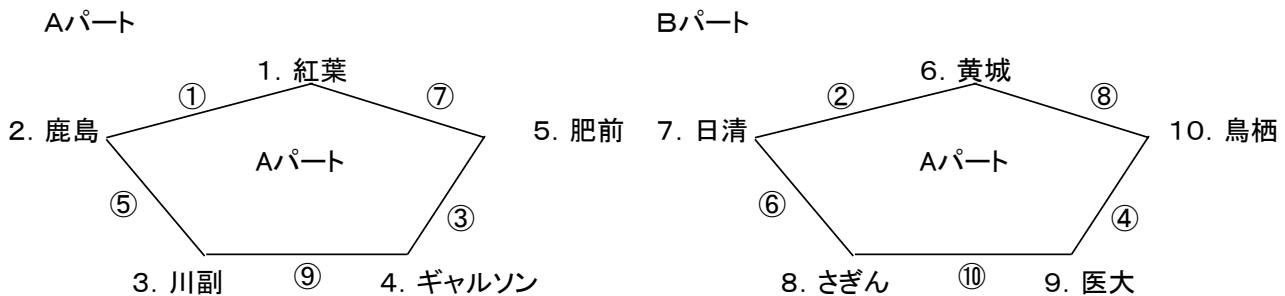 Aパート Bパート
1．紅葉 6．黄城
① ⑦ ② ⑧
2．鹿島 5．肥前 7．日清 10．鳥栖
Aパート Aパート
⑤ ③ ⑥ ④
3．川副 ⑨ 4．ギャルソン 8．さぎん ⑩ 9．医大